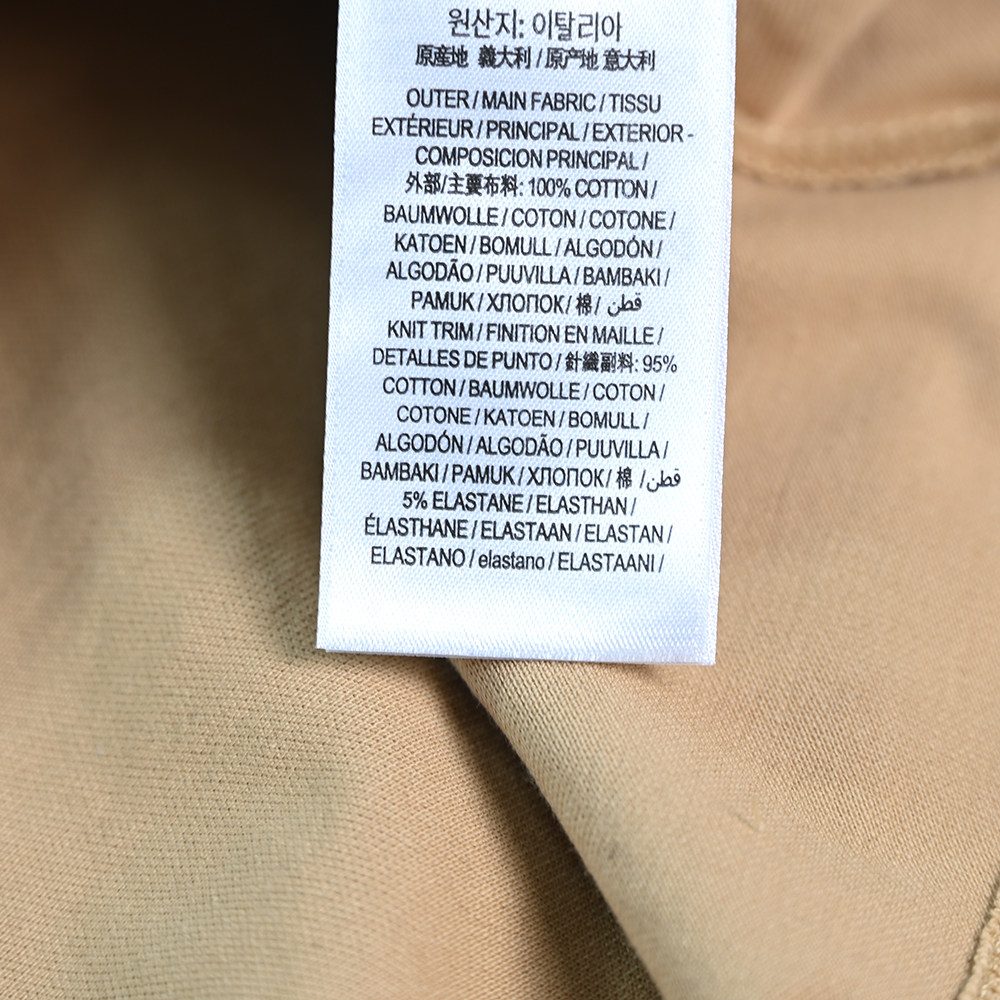 원산지: 이탈리아
原産地 義大利 / 原产地 意大利
OUTER / MAIN FABRIC / TISSU
EXTÉRIEUR / PRINCIPAL / EXTERIOR -
COMPOSICION PRINCIPAL /
外部/主要布料: 100% COTTON /
BAUMWOLLE / COTON / COTONE /
KATOEN / BOMULL / ALGODÓN /
ALGODÃO / PUUVILLA / BAMBAKI /
PAMUK / ХЛОПОК / 棉 / قطن
KNIT TRIM / FINITION EN MAILLE /
DETALLES DE PUNTO / 針織副料: 95%
COTTON / BAUMWOLLE / COTON /
COTONE / KATOEN / BOMULL /
ALGODÓN / ALGODÃO / PUUVILLA /
BAMBAKI / PAMUK / ХЛОПОК / 棉 / قطن
5% ELASTANE / ELASTHAN /
ÉLASTHANE / ELASTAAN / ELASTAN /
ELASTANO / elastano / ELASTAANI /